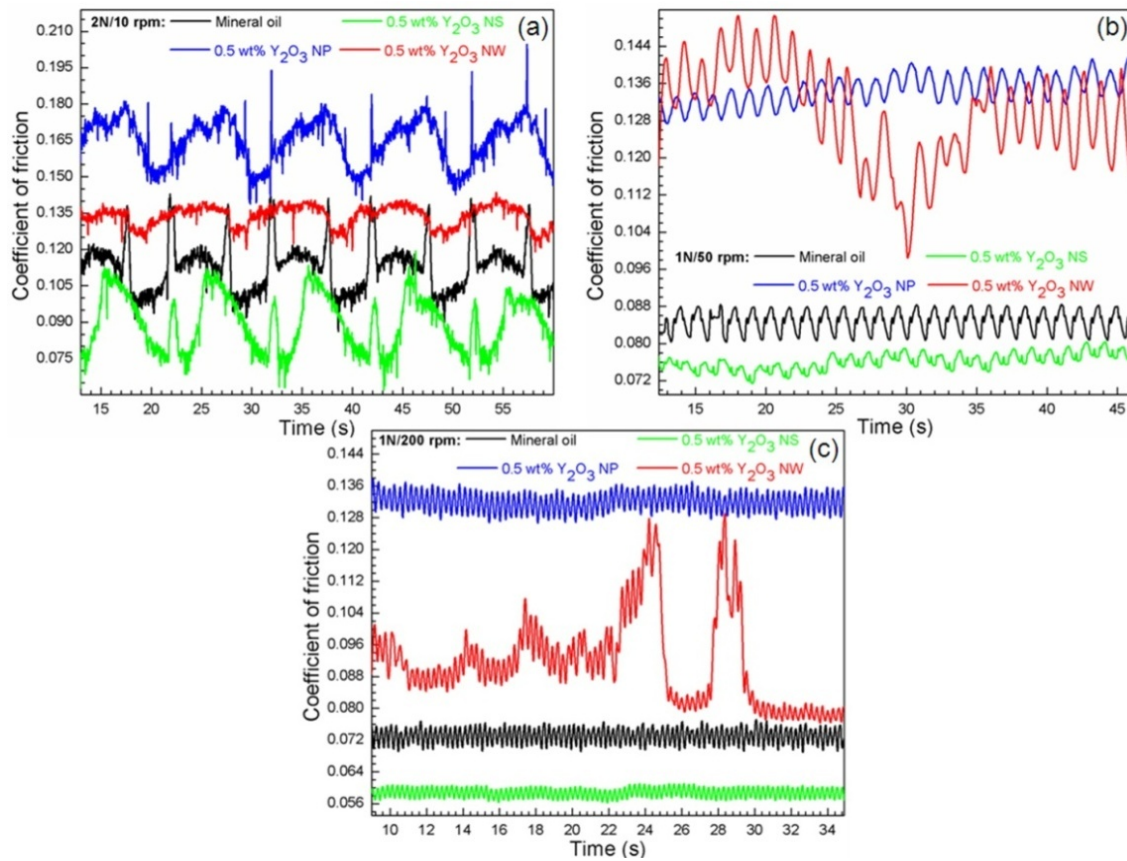 2N/10 rpm: Mineral oil 0.5 wt% Y₂O₃ NS (a)
0.5 wt% Y₂O₃ NP 0.5 wt% Y₂O₃ NW
0.210
0.195
0.180
0.165
0.150
0.135
0.120
0.105
0.090
0.075
Coefficient of friction
15 20 25 30 35 40 45 50 55
Time (s)
(b)
0.144
0.136
0.128
0.120
0.112
0.104
0.096
0.088
0.080
0.072
Coefficient of friction
1N/50 rpm: Mineral oil 0.5 wt% Y₂O₃ NS
0.5 wt% Y₂O₃ NP 0.5 wt% Y₂O₃ NW
15 20 25 30 35 40 45
Time (s)
1N/200 rpm: Mineral oil 0.5 wt% Y₂O₃ NS (c)
0.5 wt% Y₂O₃ NP 0.5 wt% Y₂O₃ NW
0.144
0.136
0.128
0.120
0.112
0.104
0.096
0.088
0.080
0.072
0.064
0.056
Coefficient of friction
10 12 14 16 18 20 22 24 26 28 30 32 34
Time (s)